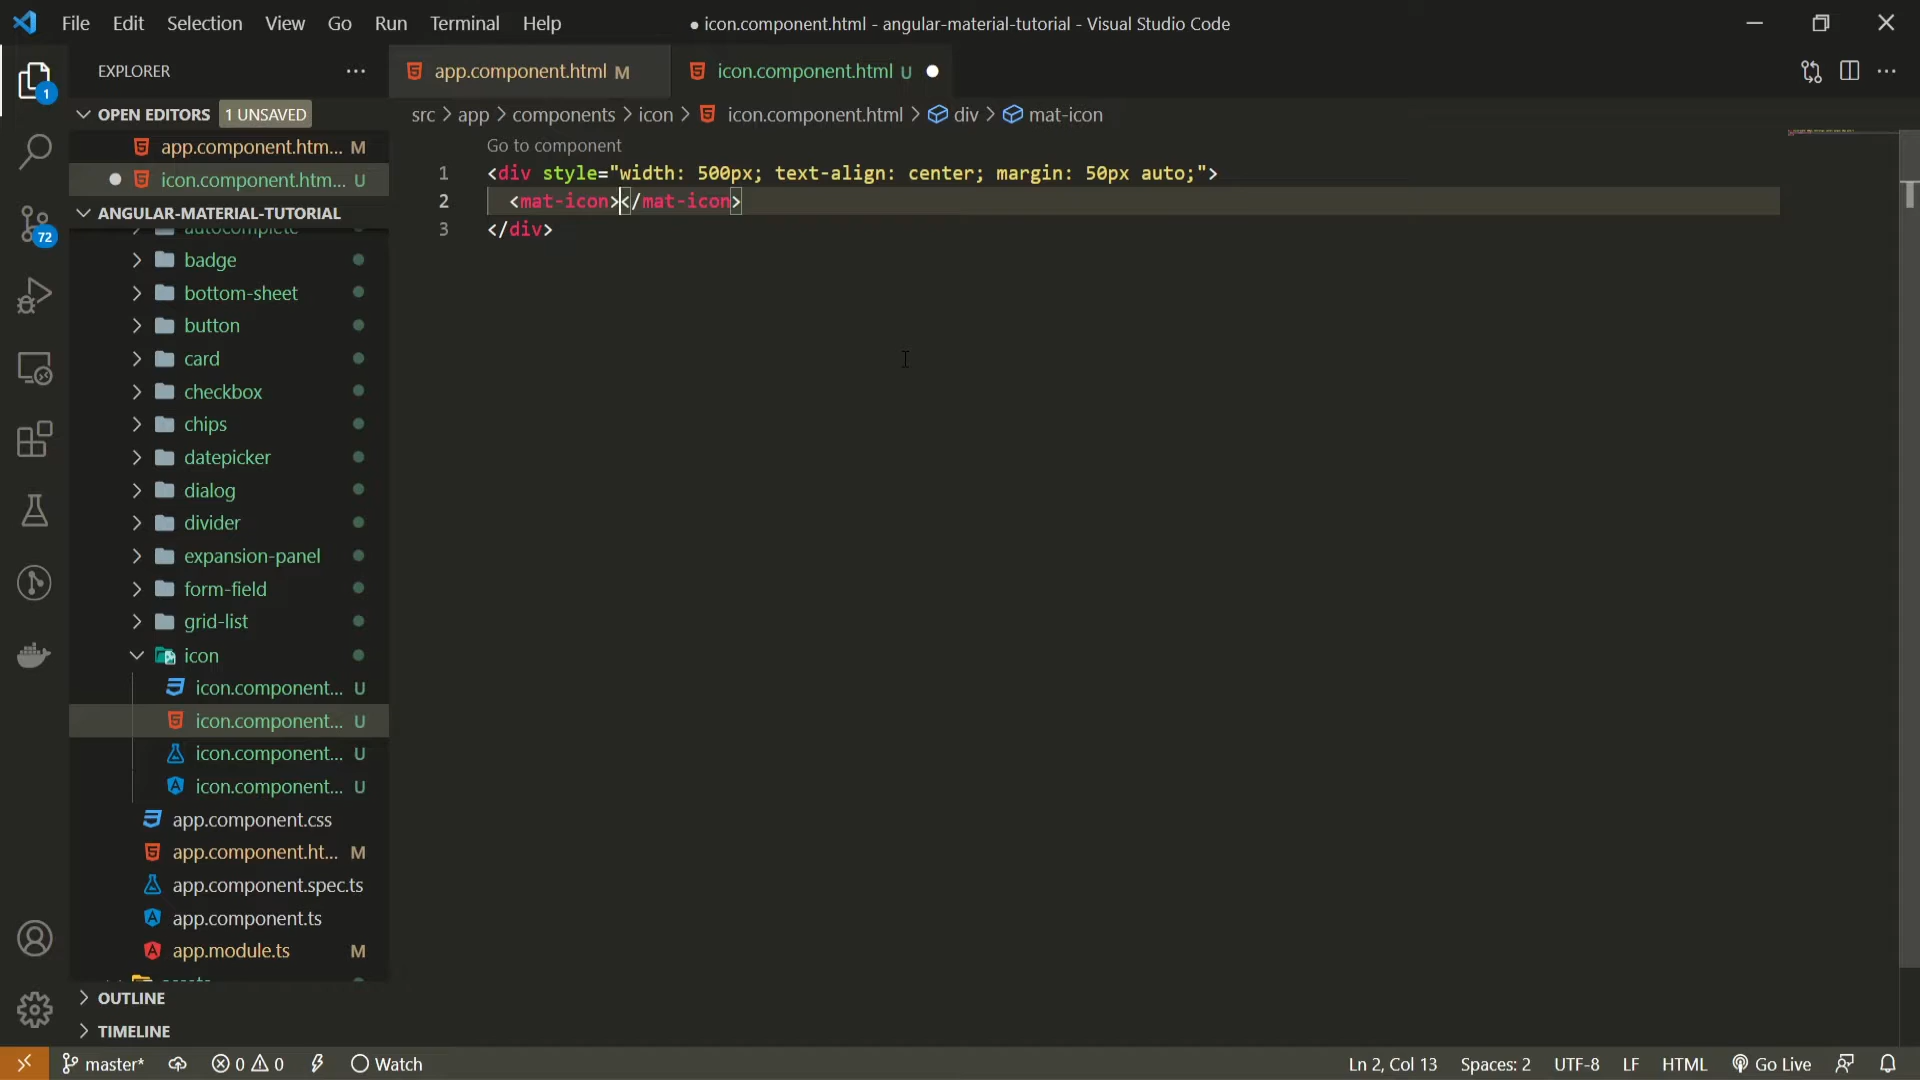 File Edit Selection View Go Run Terminal Help
● icon.component.html - angular-material-tutorial - Visual Studio Code
EXPLORER
app.component.html M
icon.component.html U
OPEN EDITORS 1 UNSAVED
src > app > components > icon > icon.component.html > div > mat-icon
app.component.htm... M
icon.component.htm... U
ANGULAR-MATERIAL-TUTORIAL
autocomplete
badge
bottom-sheet
button
card
checkbox
chips
datepicker
dialog
divider
expansion-panel
form-field
grid-list
icon
icon.component... U
icon.component... U
icon.component... U
icon.component... U
app.component.css
app.component.ht... M
app.component.spec.ts
app.component.ts
app.module.ts M
OUTLINE
TIMELINE
1
72
Go to component
1 <div style="width: 500px; text-align: center; margin: 50px auto;">
2 <mat-icon></mat-icon>
3 </div>
master* 0 0 Watch
Ln 2, Col 13 Spaces: 2 UTF-8 LF HTML Go Live